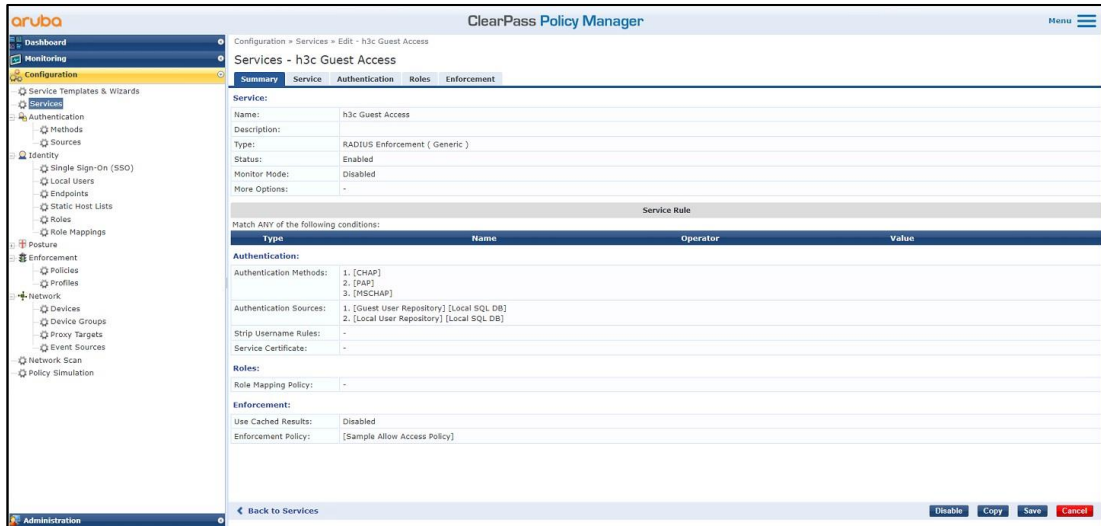 aruba
ClearPass Policy Manager
Menu
Dashboard
Monitoring
Configuration
Service Templates & Wizards
Services
Authentication
Methods
Sources
Identity
Single Sign-On (SSO)
Local Users
Endpoints
Static Host Lists
Roles
Role Mappings
Posture
Enforcement
Policies
Profiles
Network
Devices
Device Groups
Proxy Targets
Event Sources
Network Scan
Policy Simulation
Administration
Configuration » Services » Edit - h3c Guest Access
Services - h3c Guest Access
Summary Service Authentication Roles Enforcement
Service:
Name: h3c Guest Access
Description:
Type: RADIUS Enforcement ( Generic )
Status: Enabled
Monitor Mode: Disabled
More Options: -
Service Rule
Match ANY of the following conditions:
Type Name Operator Value
Authentication:
Authentication Methods: 1. [CHAP]
2. [PAP]
3. [MSCHAP]
Authentication Sources: 1. [Guest User Repository] [Local SQL DB]
2. [Local User Repository] [Local SQL DB]
Strip Username Rules: -
Service Certificate: -
Roles:
Role Mapping Policy: -
Enforcement:
Use Cached Results: Disabled
Enforcement Policy: [Sample Allow Access Policy]
Back to Services
Disable Copy Save Cancel